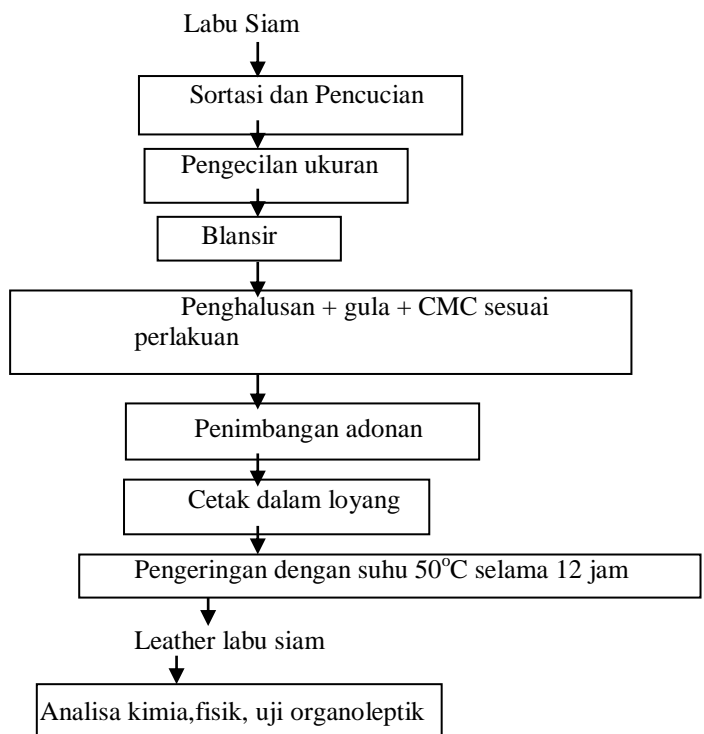 Labu Siam
Sortasi dan Pencucian
Pengecilan ukuran
Blansir
Penghalusan + gula + CMC sesuai
perlakuan
Penimbangan adonan
Cetak dalam loyang
Pengeringan dengan suhu 50°C selama 12 jam
Leather labu siam
Analisa kimia,fisik, uji organoleptik